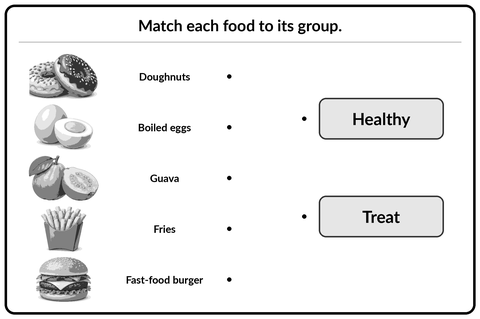 Match each food to its group.
Doughnuts
Boiled eggs
Guava
Fries
Fast-food burger
Healthy
Treat